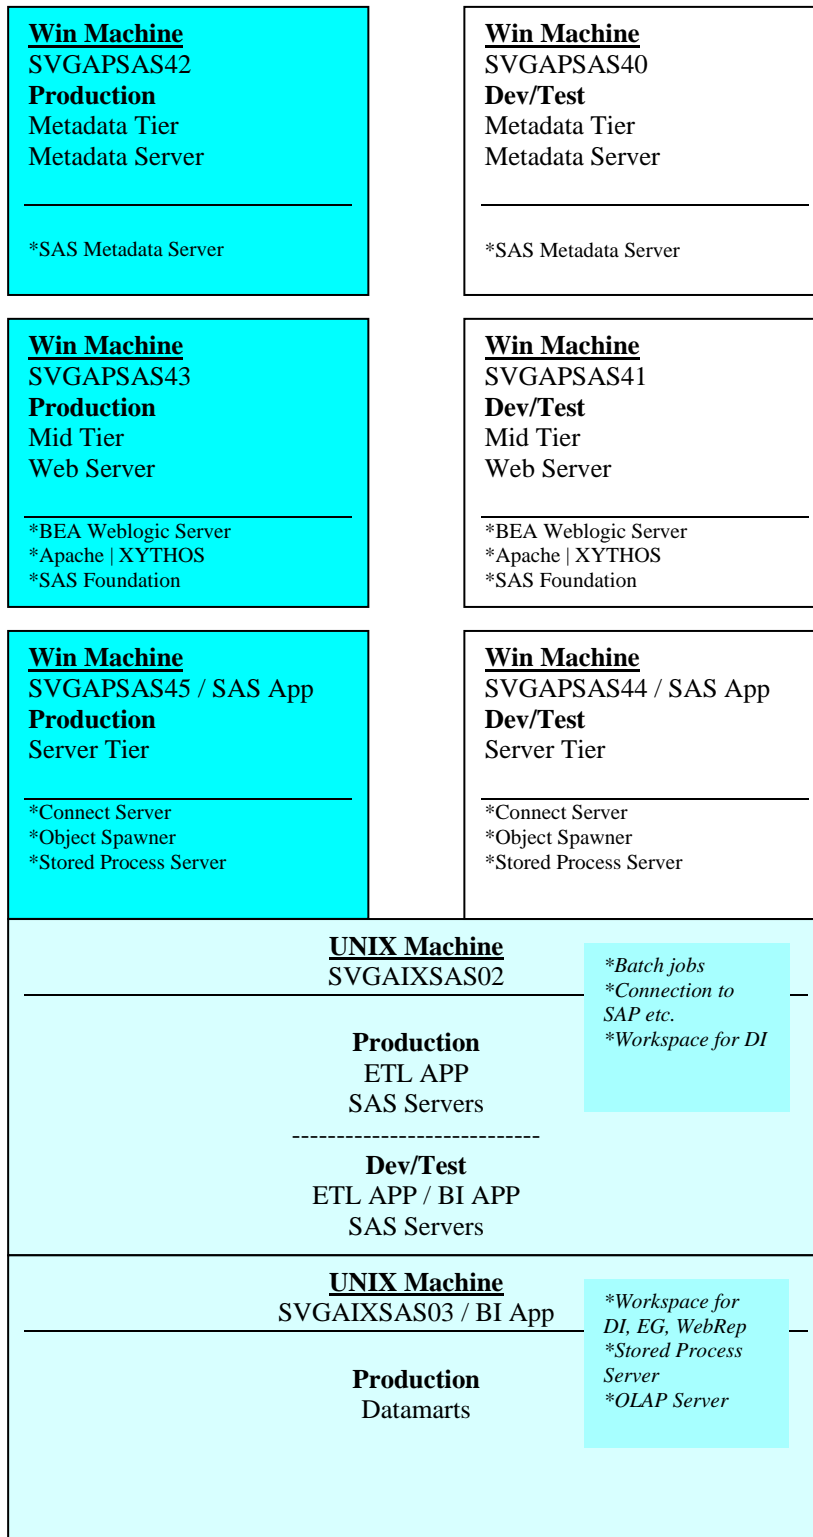 Win Machine
SVGAPSAS42
Production
Metadata Tier
Metadata Server
*SAS Metadata Server
Win Machine
SVGAPSAS40
Dev/Test
Metadata Tier
Metadata Server
*SAS Metadata Server
Win Machine
SVGAPSAS43
Production
Mid Tier
Web Server
*BEA Weblogic Server
*Apache | XYTHOS
*SAS Foundation
Win Machine
SVGAPSAS41
Dev/Test
Mid Tier
Web Server
*BEA Weblogic Server
*Apache | XYTHOS
*SAS Foundation
Win Machine
SVGAPSAS45 / SAS App
Production
Server Tier
*Connect Server
*Object Spawner
*Stored Process Server
Win Machine
SVGAPSAS44 / SAS App
Dev/Test
Server Tier
*Connect Server
*Object Spawner
*Stored Process Server
UNIX Machine
SVGAIXSAS02
Production
ETL APP
SAS Servers
----------------------------
Dev/Test
ETL APP / BI APP
SAS Servers
*Batch jobs
*Connection to
SAP etc.
*Workspace for DI
UNIX Machine
SVGAIXSAS03 / BI App
Production
Datamarts
*Workspace for
DI, EG, WebRep
*Stored Process
Server
*OLAP Server